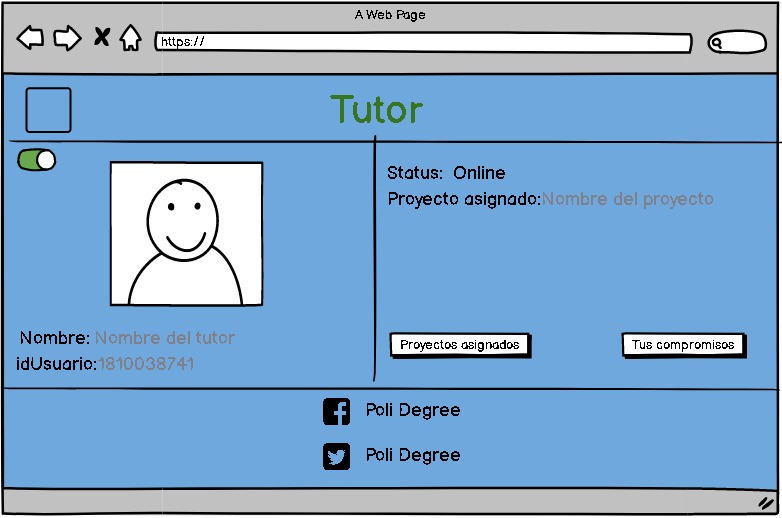 A Web Page
https://
Tutor
Status: Online
Proyecto asignado:Nombre del proyecto
Nombre: Nombre del tutor
idUsuario:1810038741
Proyectos asignados
Tus compromisos
Poli Degree
Poli Degree